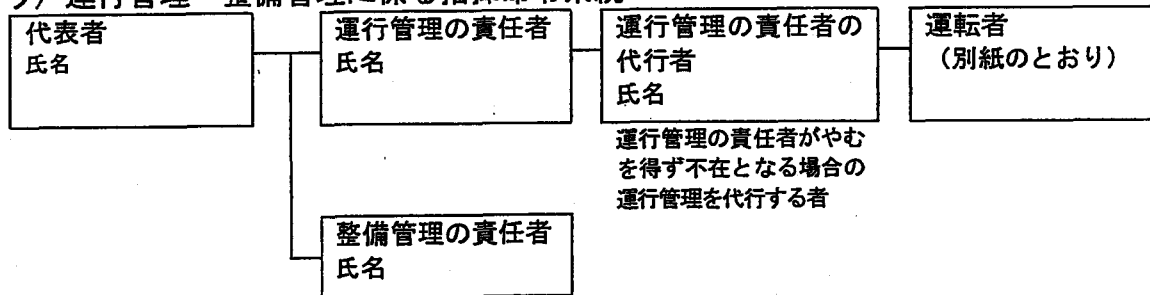 代表者
氏名
運行管理の責任者
氏名
運行管理の責任者の
代行者
氏名
運転者
(別紙のとおり)
運行管理の責任者がやむ
を得ず不在となる場合の
運行管理を代行する者
整備管理の責任者
氏名